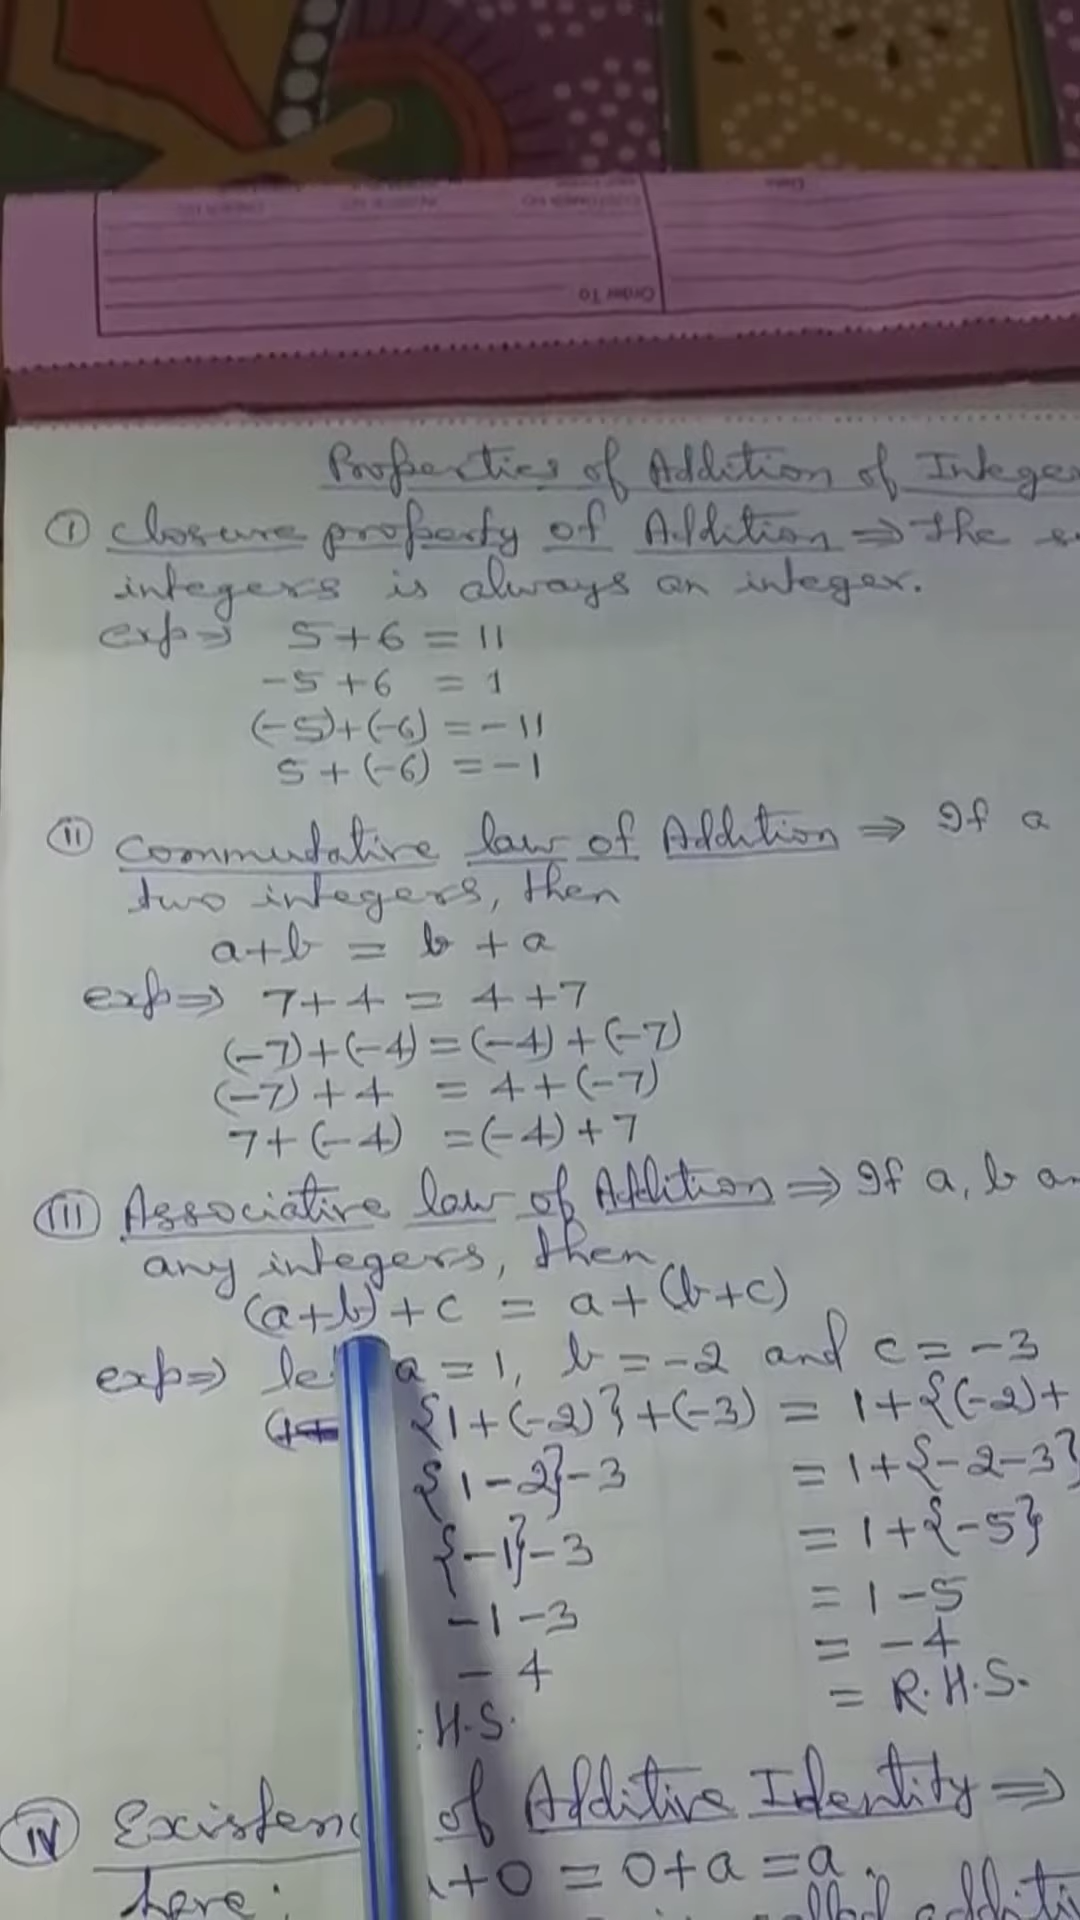 Order To
Properties of Addition of Intege
(i) closure property of Addition ⇒ The s
integers is always an integer.
exp⇒ 5+6 = 11
-5+6 = 1
(-5)+(-6) = -11
5+(-6) = -1
(ii) Commutative law of Addition ⇒ If a
two integers, then
a+b = b+a
exp⇒ 7+4 = 4+7
(-7)+(-4) = (-4)+(-7)
(-7)+4 = 4+(-7)
7+(-4) = (-4)+7
(iii) Associative law of Addition ⇒ If a, b an
any integers, then
(a+b)+c = a+(b+c)
exp⇒ le a = 1, b = -2 and c = -3
{1+(-2)}+(-3) = 1+{(-2)+
{1-2}-3 = 1+{-2-3}
{-1}-3 = 1+{-5}
-1-3 = 1-5
-4 = -4
.H.S. = R.H.S.
(iv) Existenc of Additive Identity ⇒
here: +0 = 0+a = a.
additi